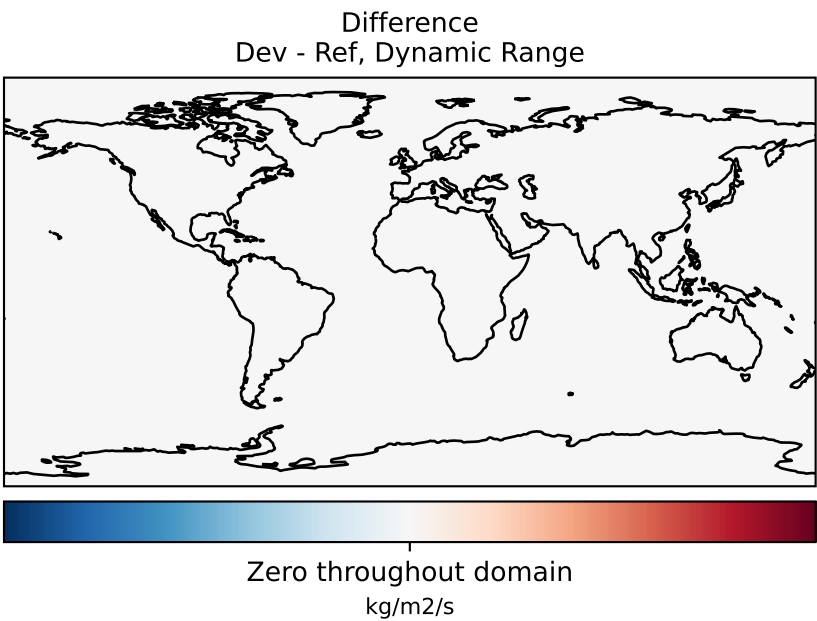 Difference
Dev - Ref, Dynamic Range
Zero throughout domain
kg/m2/s